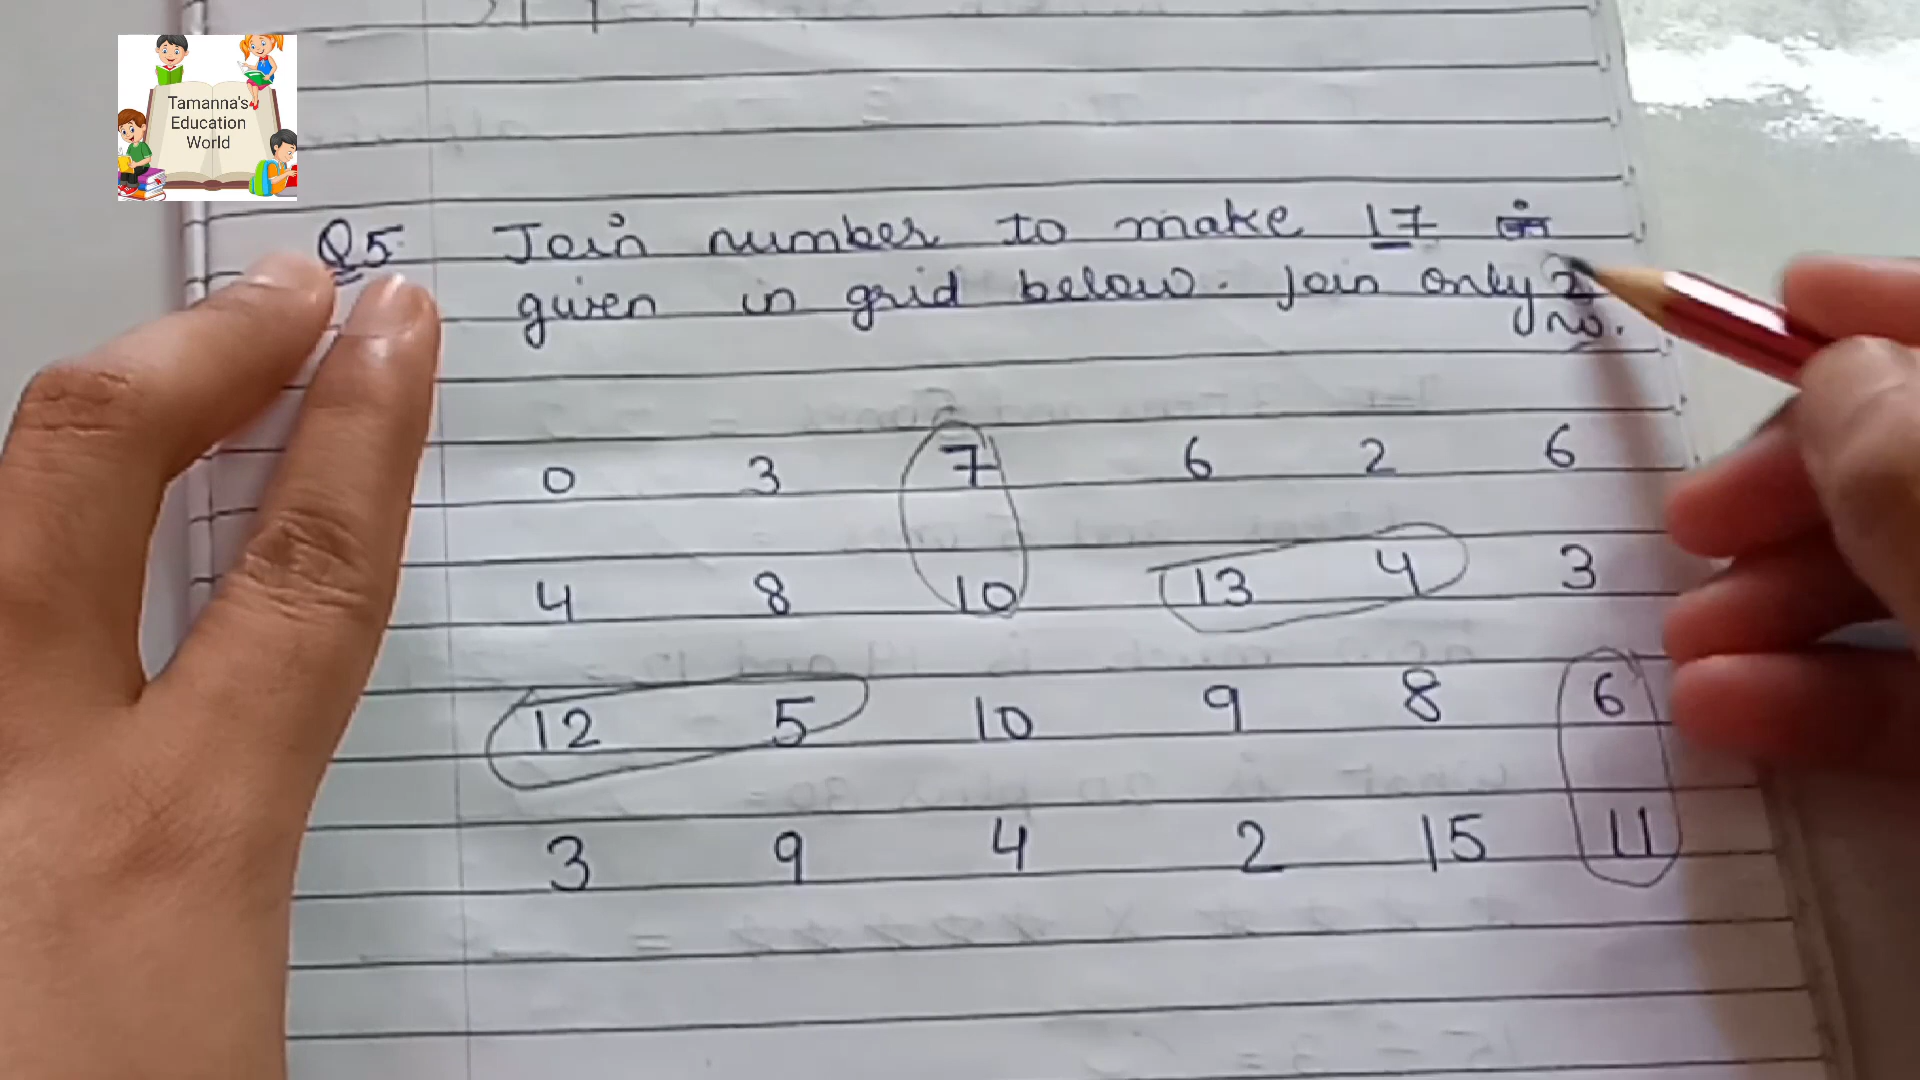 Tamanna's
Education
World
Q5 Join number to make 17
given in grid below. Join only 2
no.
0 3 7 6 2 6
4 8 10 13 4 3
12 5 10 9 8 6
3 9 4 2 15 11